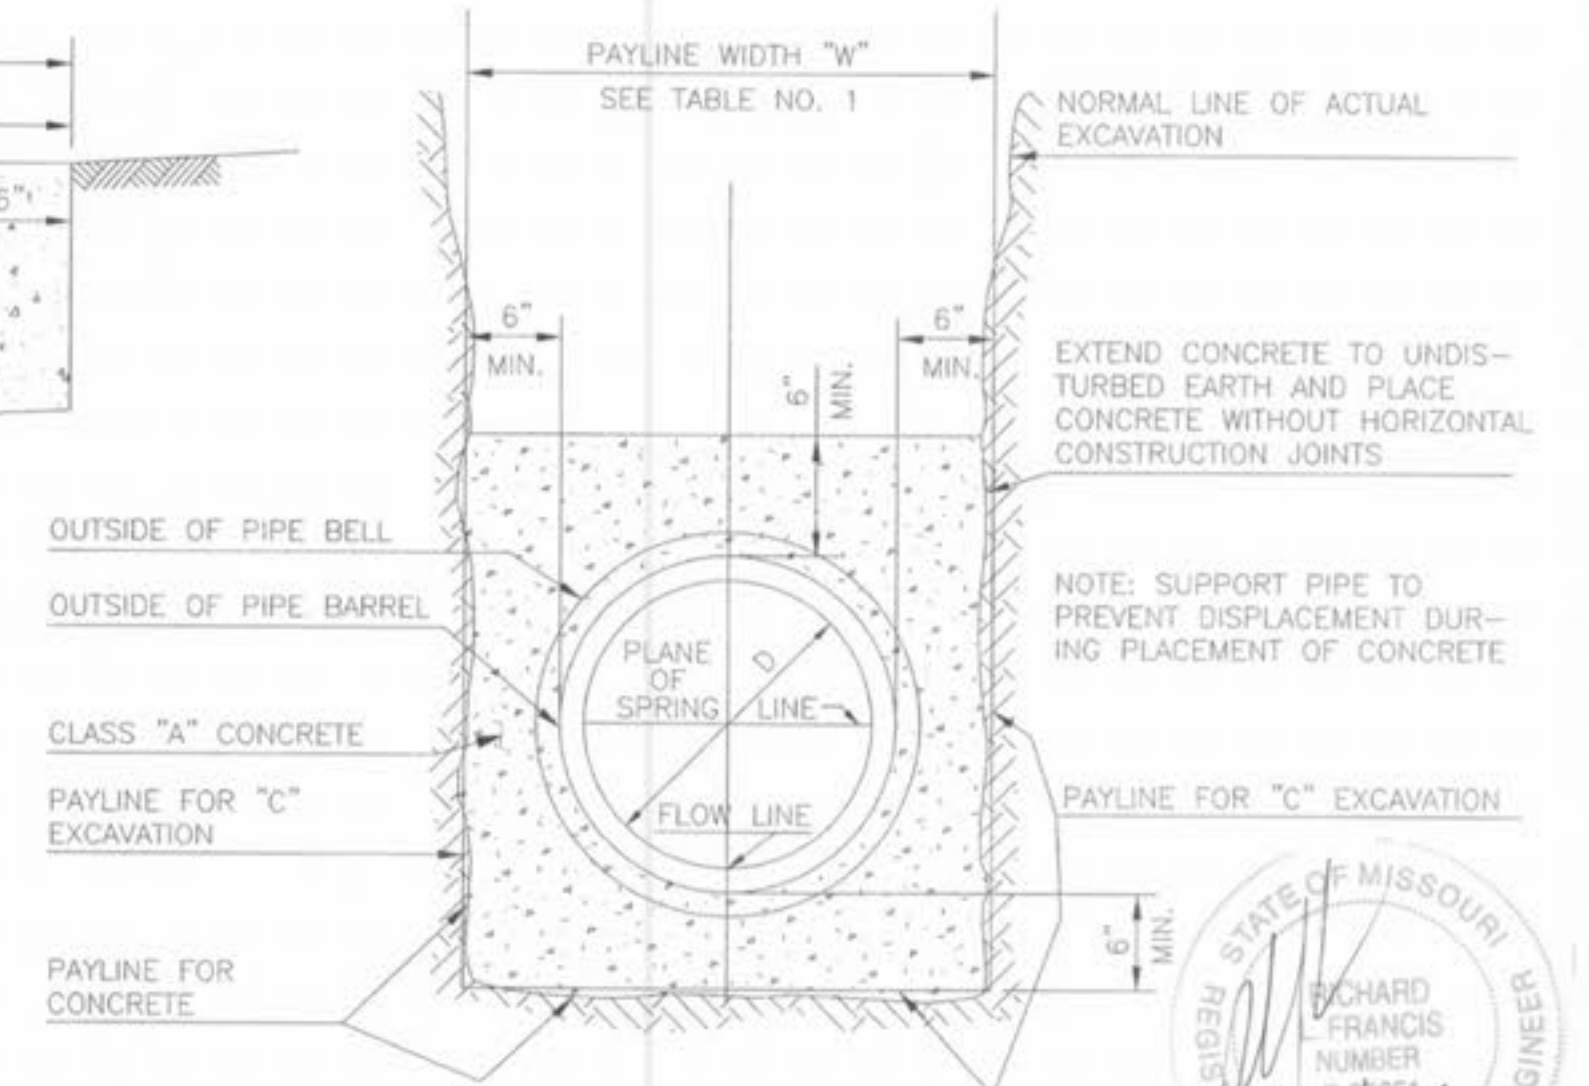 PAYLINE WIDTH "W"
SEE TABLE NO. 1
NORMAL LINE OF ACTUAL
EXCAVATION
6"
MIN.
6"
MIN.
6"
MIN.
EXTEND CONCRETE TO UNDIS-
TURBED EARTH AND PLACE
CONCRETE WITHOUT HORIZONTAL
CONSTRUCTION JOINTS
OUTSIDE OF PIPE BELL
OUTSIDE OF PIPE BARREL
NOTE: SUPPORT PIPE TO
PREVENT DISPLACEMENT DUR-
ING PLACEMENT OF CONCRETE
PLANE
OF
SPRING LINE
D
FLOW LINE
CLASS "A" CONCRETE
PAYLINE FOR "C"
EXCAVATION
PAYLINE FOR "C" EXCAVATION
PAYLINE FOR
CONCRETE
6"
MIN.
STATE OF MISSOURI
RICHARD
L FRANCIS
NUMBER